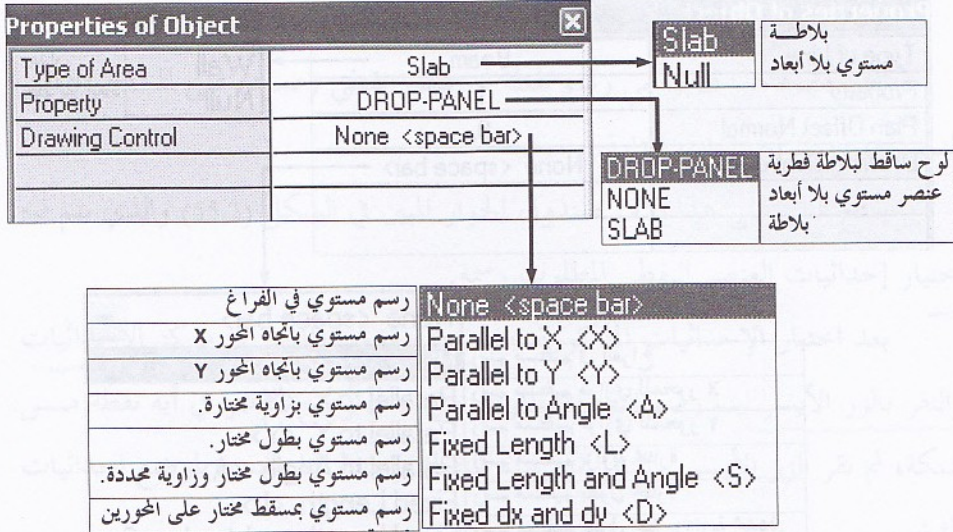 Properties of Object
Type of Area Slab
Property DROP-PANEL
Drawing Control None <space bar>
Slab بلاطـــة
Null مستوي بلا أبعاد
DROP-PANEL لوح ساقط لبلاطة فطرية
NONE عنصر مستوي بلا أبعاد
SLAB بلاطة
None <space bar> رسم مستوي في الفراغ
Parallel to X <X> رسم مستوي باتجاه المحور X
Parallel to Y <Y> رسم مستوي باتجاه المحور Y
Parallel to Angle <A> رسم مستوي بزاوية مختارة.
Fixed Length <L> رسم مستوي بطول مختار.
Fixed Length and Angle <S> رسم مستوي بطول مختار وزاوية محددة.
Fixed dx and dy <D> رسم مستوي بمسقط مختار على المحورين